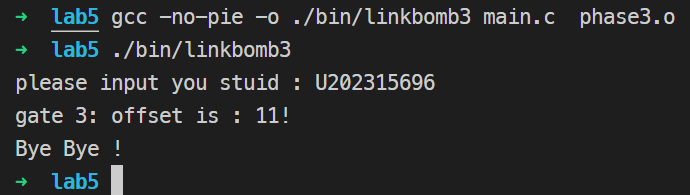 ➜ lab5 gcc -no-pie -o ./bin/linkbomb3 main.c  phase3.o
➜ lab5 ./bin/linkbomb3
please input you stuid : U202315696
gate 3: offset is : 11!
Bye Bye !
➜ lab5